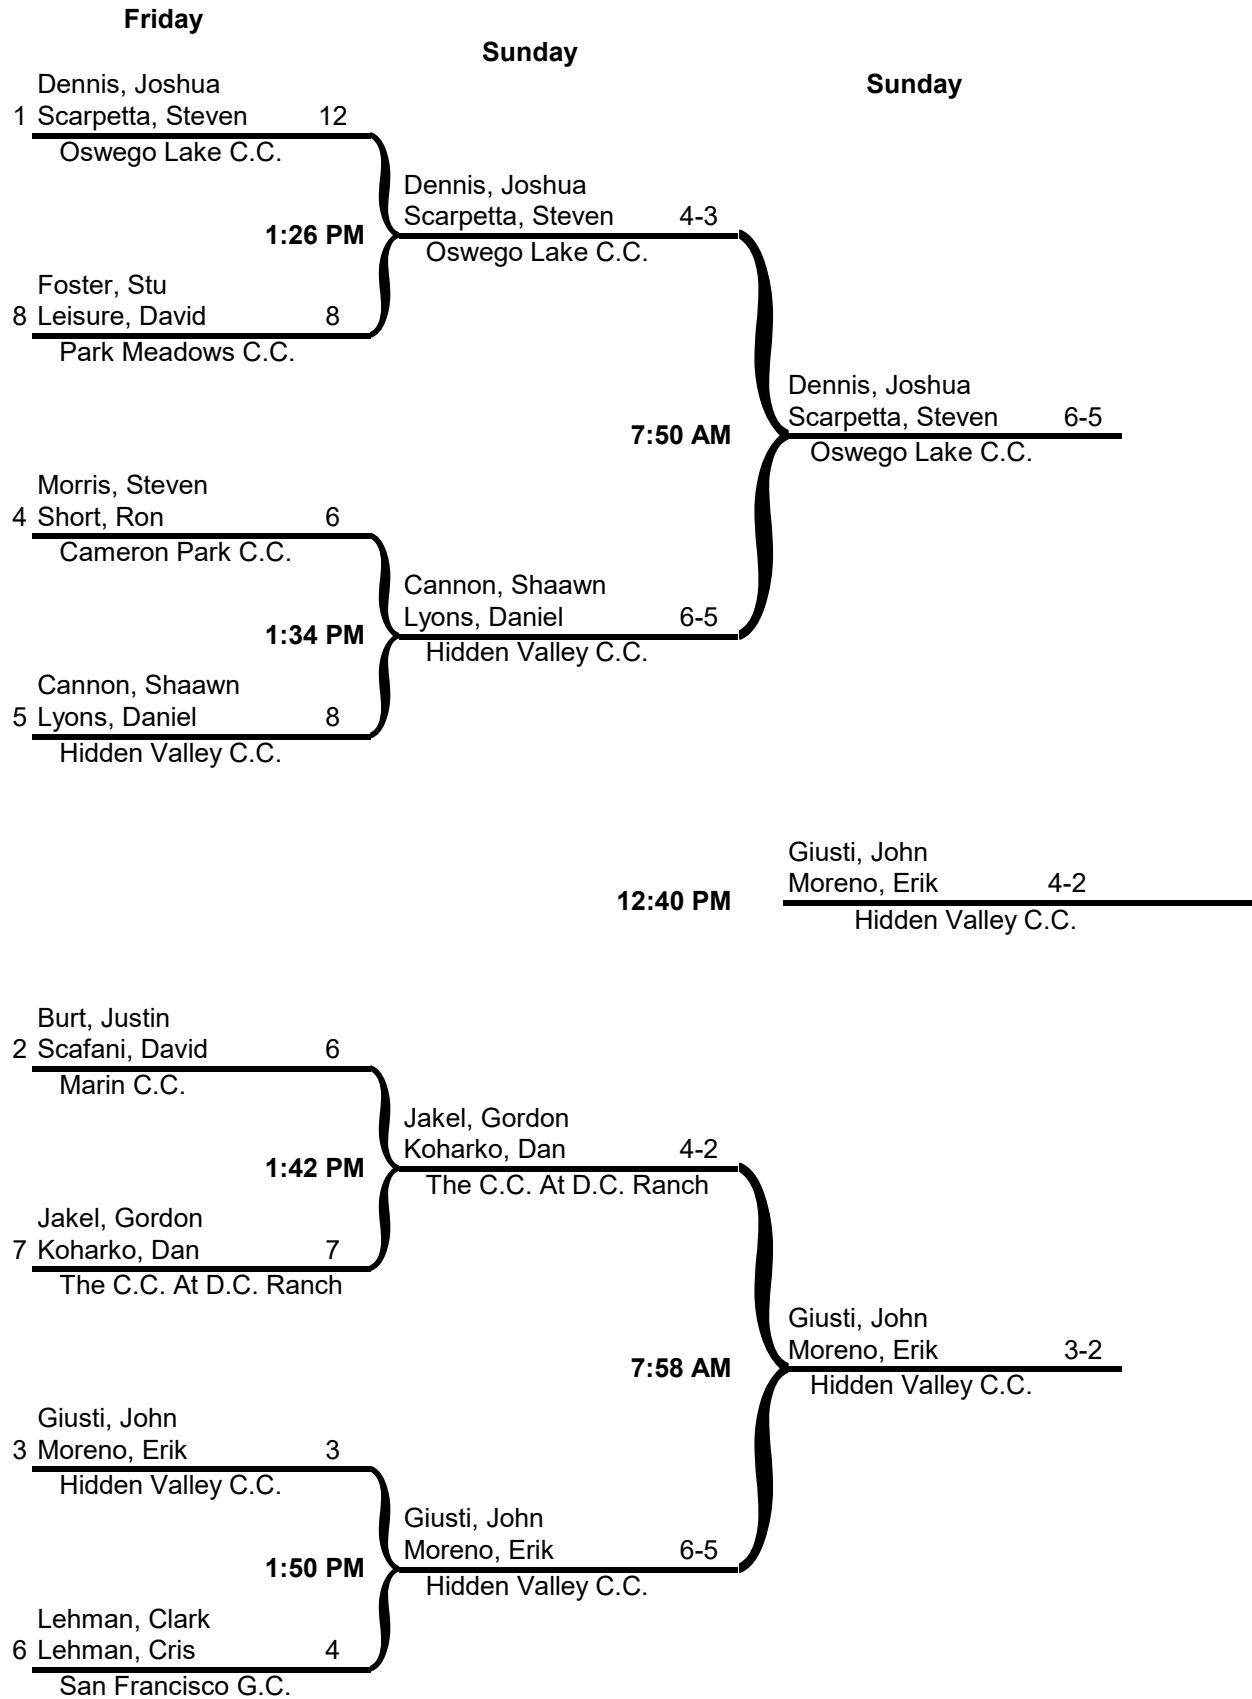 Friday
Sunday
Sunday
Dennis, Joshua
1 Scarpetta, Steven 12
Oswego Lake C.C.
Dennis, Joshua
Scarpetta, Steven 4-3
1:26 PM
Oswego Lake C.C.
Foster, Stu
8 Leisure, David 8
Park Meadows C.C.
Dennis, Joshua
Scarpetta, Steven 6-5
7:50 AM
Oswego Lake C.C.
Morris, Steven
4 Short, Ron 6
Cameron Park C.C.
Cannon, Shaawn
Lyons, Daniel 6-5
1:34 PM
Hidden Valley C.C.
Cannon, Shaawn
5 Lyons, Daniel 8
Hidden Valley C.C.
Giusti, John
Moreno, Erik 4-2
12:40 PM
Hidden Valley C.C.
Burt, Justin
2 Scafani, David 6
Marin C.C.
Jakel, Gordon
Koharko, Dan 4-2
1:42 PM
The C.C. At D.C. Ranch
Jakel, Gordon
7 Koharko, Dan 7
The C.C. At D.C. Ranch
Giusti, John
Moreno, Erik 3-2
7:58 AM
Hidden Valley C.C.
Giusti, John
3 Moreno, Erik 3
Hidden Valley C.C.
Giusti, John
Moreno, Erik 6-5
1:50 PM
Hidden Valley C.C.
Lehman, Clark
6 Lehman, Cris 4
San Francisco G.C.